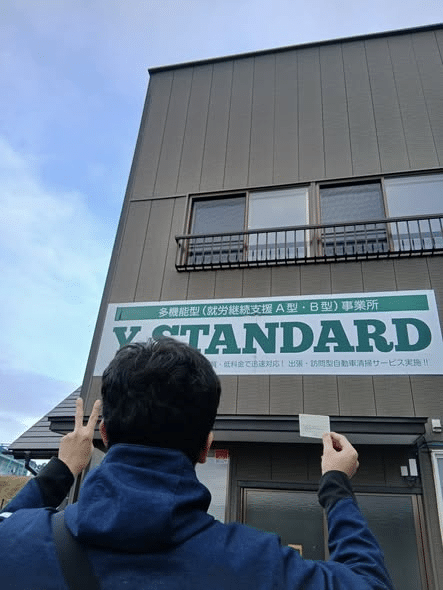 多機能型(就労継続支援A型・B型)事業所
Y STANDARD
・低料金で迅速対応！出張・訪問型自動車清掃サービス実施!!